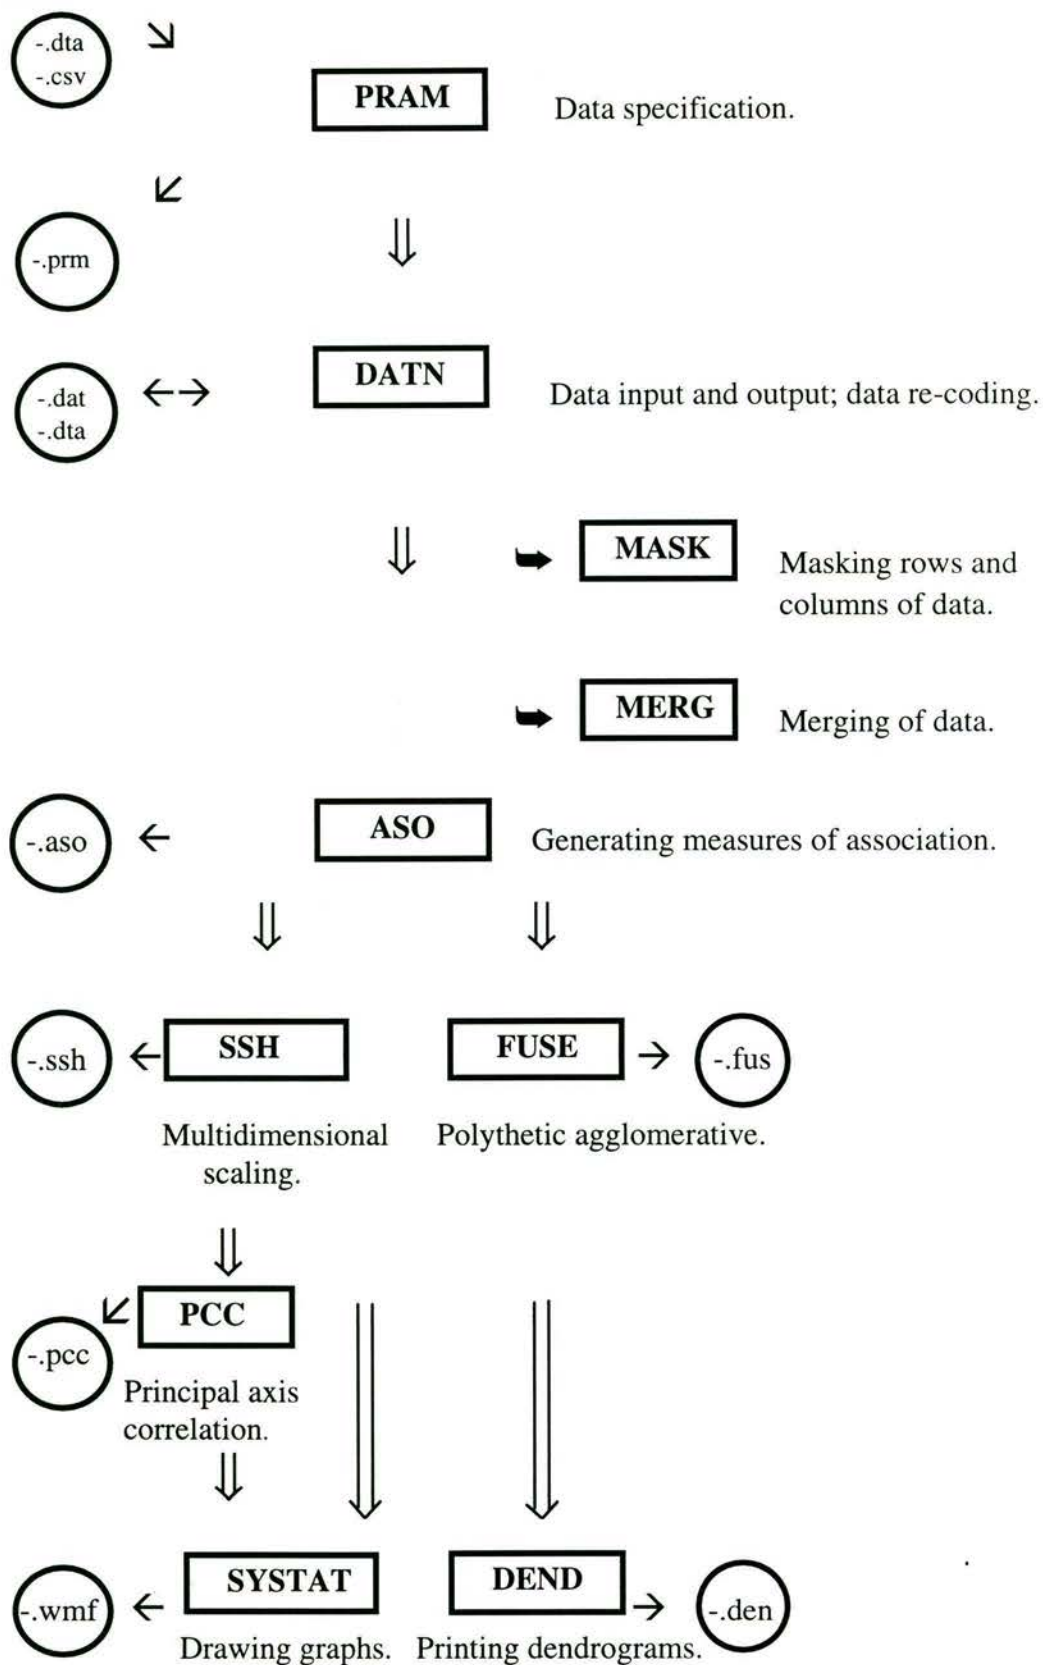 -.dta
-.csv
PRAM
Data specification.
-.prm
DATN
-.dat
-.dta
Data input and output; data re-coding.
MASK
Masking rows and
columns of data.
MERG
Merging of data.
-.aso
ASO
Generating measures of association.
-.ssh
SSH
FUSE
-.fus
Multidimensional
scaling.
Polythetic agglomerative.
PCC
-.pcc
Principal axis
correlation.
-.wmf
SYSTAT
DEND
-.den
Drawing graphs.
Printing dendrograms.